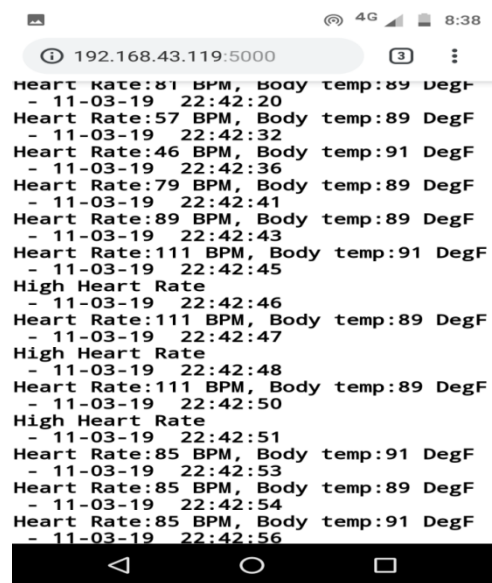 4G 8:38
192.168.43.119:5000 3
Heart Rate:81 BPM, Body temp:89 DegF
- 11-03-19 22:42:20
Heart Rate:57 BPM, Body temp:89 DegF
- 11-03-19 22:42:32
Heart Rate:46 BPM, Body temp:91 DegF
- 11-03-19 22:42:36
Heart Rate:79 BPM, Body temp:89 DegF
- 11-03-19 22:42:41
Heart Rate:89 BPM, Body temp:89 DegF
- 11-03-19 22:42:43
Heart Rate:111 BPM, Body temp:91 DegF
- 11-03-19 22:42:45
High Heart Rate
- 11-03-19 22:42:46
Heart Rate:111 BPM, Body temp:89 DegF
- 11-03-19 22:42:47
High Heart Rate
- 11-03-19 22:42:48
Heart Rate:111 BPM, Body temp:89 DegF
- 11-03-19 22:42:50
High Heart Rate
- 11-03-19 22:42:51
Heart Rate:85 BPM, Body temp:91 DegF
- 11-03-19 22:42:53
Heart Rate:85 BPM, Body temp:89 DegF
- 11-03-19 22:42:54
Heart Rate:85 BPM, Body temp:91 DegF
- 11-03-19 22:42:56